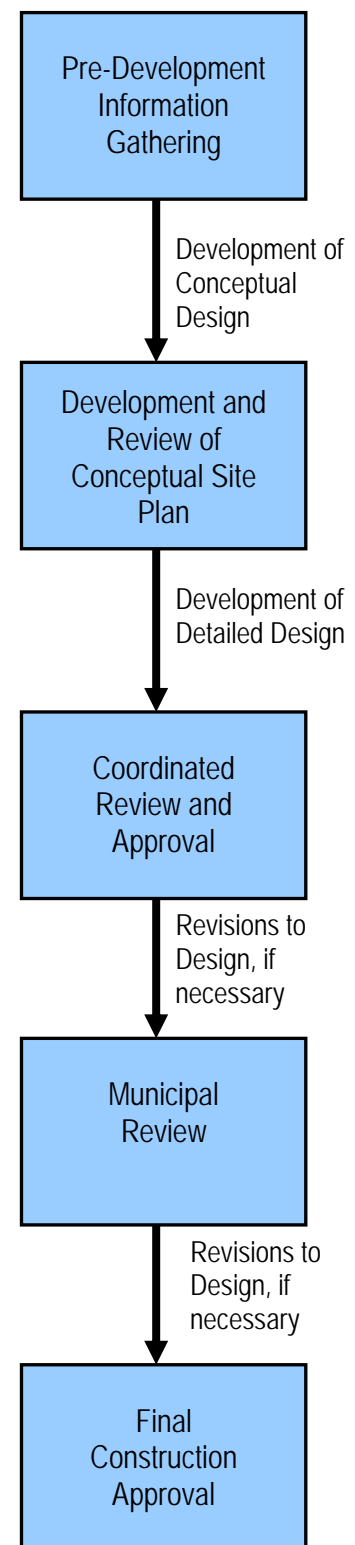 Pre-Development
Information
Gathering
Development of
Conceptual
Design
Development and
Review of
Conceptual Site
Plan
Development of
Detailed Design
Coordinated
Review and
Approval
Revisions to
Design, if
necessary
Municipal
Review
Revisions to
Design, if
necessary
Final
Construction
Approval